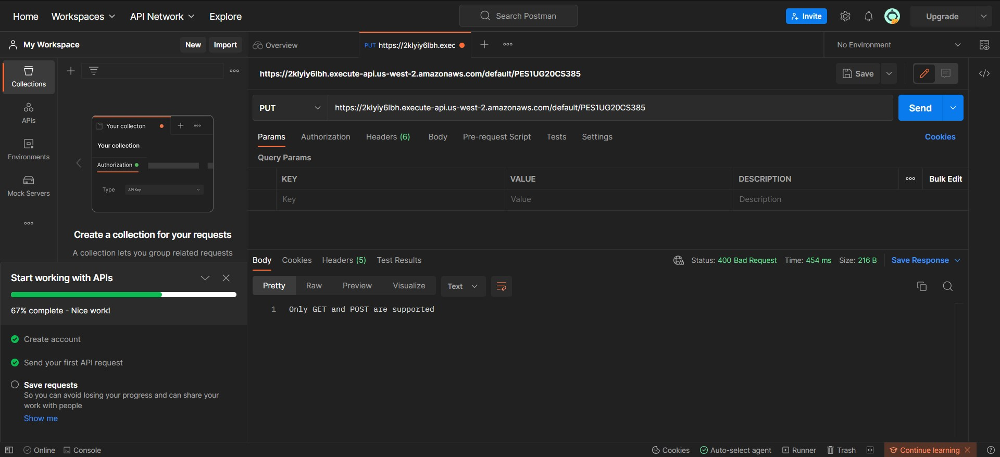 Home Workspaces API Network Explore Search Postman Invite Upgrade
My Workspace New Import Overview PUT https://2klyiy6lbh.exec No Environment
Collections
APIs
Environments
Mock Servers
Your collecton
Your collection
Authorization
Type API Key
Create a collection for your requests
A collection lets you group related requests
Start working with APIs
67% complete - Nice work!
Create account
Send your first API request
Save requests
So you can avoid losing your progress and can share your
work with people
Show me
https://2klyiy6lbh.execute-api.us-west-2.amazonaws.com/default/PES1UG20CS385 Save
PUT https://2klyiy6lbh.execute-api.us-west-2.amazonaws.com/default/PES1UG20CS385 Send
Params Authorization Headers (6) Body Pre-request Script Tests Settings Cookies
Query Params
KEY VALUE DESCRIPTION Bulk Edit
Key Value Description
Body Cookies Headers (5) Test Results Status: 400 Bad Request Time: 454 ms Size: 216 B Save Response
Pretty Raw Preview Visualize Text
1 Only GET and POST are supported
Online Console Cookies Auto-select agent Runner Trash Continue learning